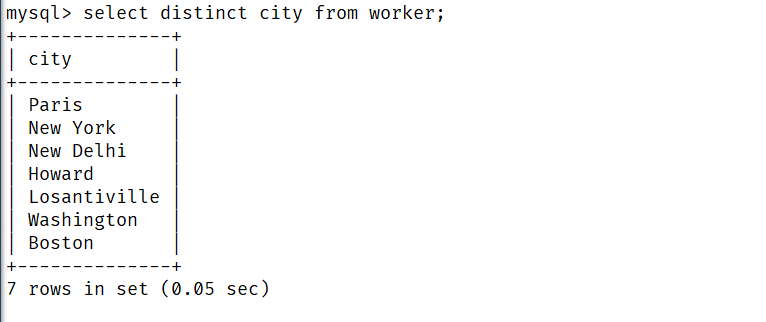 mysql> select distinct city from worker;
+--------------+
| city         |
+--------------+
| Paris        |
| New York     |
| New Delhi    |
| Howard       |
| Losantiville |
| Washington   |
| Boston       |
+--------------+
7 rows in set (0.05 sec)